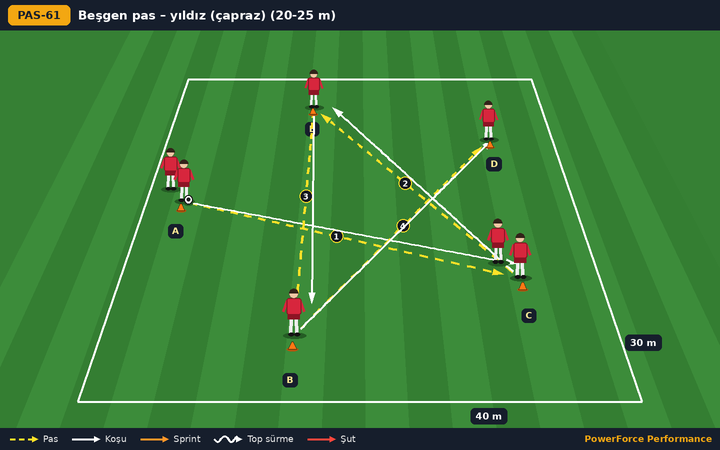 PAS-61 Beşgen pas – yıldız (çapraz) (20-25 m)
D
2
A
3
4
1
C
30 m
B
40 m
Pas Koşu Sprint Top sürme Şut PowerForce Performance